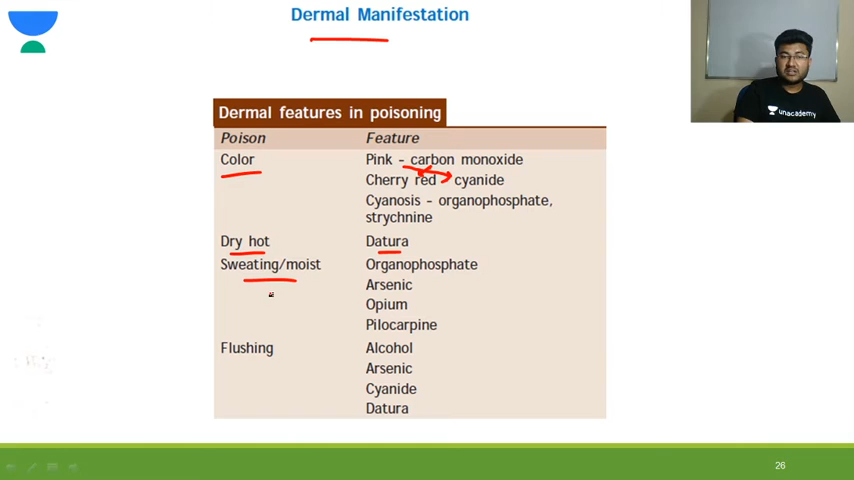 Dermal Manifestation
unacademy
Dermal features in poisoning
Poison Feature
Color Pink - carbon monoxide
Cherry red - cyanide
Cyanosis - organophosphate,
strychnine
Dry hot Datura
Sweating/moist Organophosphate
Arsenic
Opium
Pilocarpine
Flushing Alcohol
Arsenic
Cyanide
Datura
26